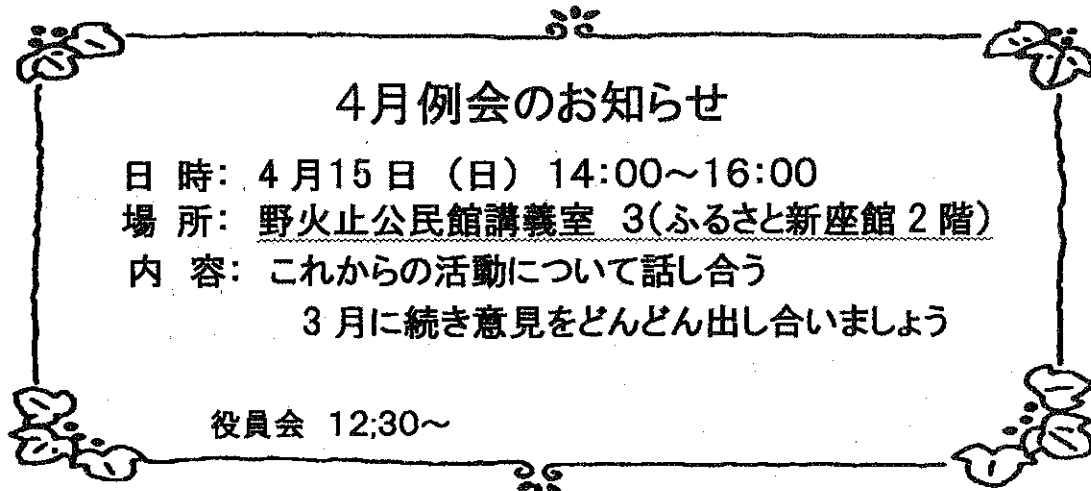 4月例会のお知らせ
日 時： 4月15日（日）14:00～16:00
場 所： 野火止公民館講義室 3(ふるさと新座館2階)
内 容： これからの活動について話し合う
3月に続き意見をどんどん出し合いましょう
役員会 12;30～